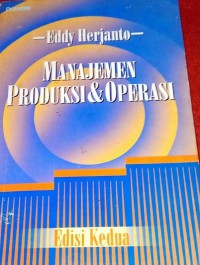 —Eddy Herjanto—
MANAJEMEN
PRODUKSI & OPERASI
Edisi Kedua